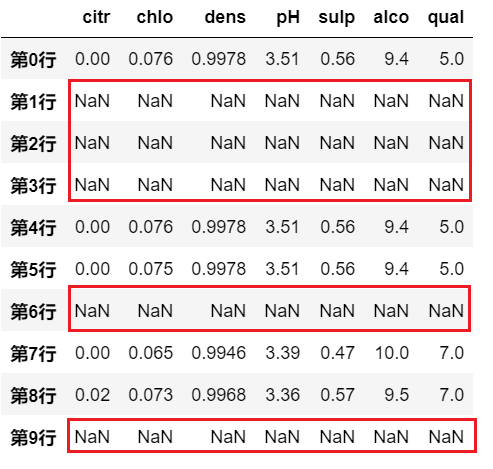 citr chlo dens pH sulp alco qual
第0行 0.00 0.076 0.9978 3.51 0.56 9.4 5.0
第1行 NaN NaN NaN NaN NaN NaN NaN
第2行 NaN NaN NaN NaN NaN NaN NaN
第3行 NaN NaN NaN NaN NaN NaN NaN
第4行 0.00 0.076 0.9978 3.51 0.56 9.4 5.0
第5行 0.00 0.075 0.9978 3.51 0.56 9.4 5.0
第6行 NaN NaN NaN NaN NaN NaN NaN
第7行 0.00 0.065 0.9946 3.39 0.47 10.0 7.0
第8行 0.02 0.073 0.9968 3.36 0.57 9.5 7.0
第9行 NaN NaN NaN NaN NaN NaN NaN